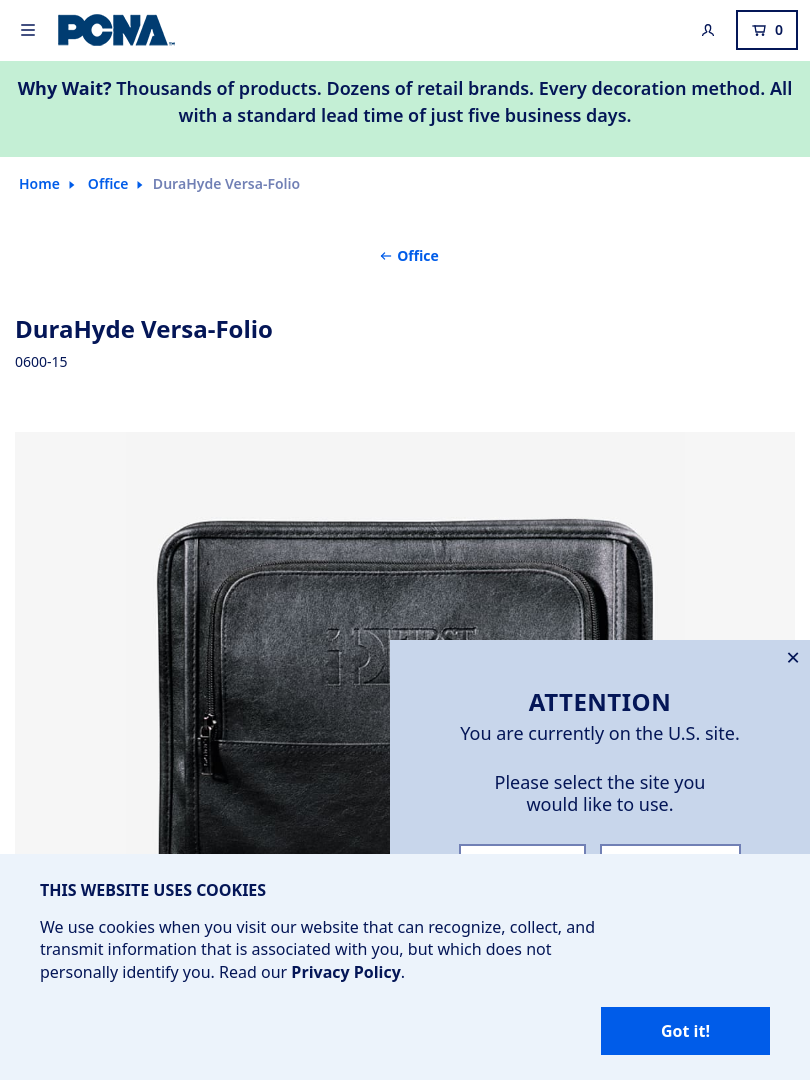 PCNA
0
Why Wait? Thousands of products. Dozens of retail brands. Every decoration method. All
with a standard lead time of just five business days.
Home
Office
DuraHyde Versa-Folio
Office
DuraHyde Versa-Folio
0600-15
ATTENTION
You are currently on the U.S. site.
Please select the site you
would like to use.
THIS WEBSITE USES COOKIES
We use cookies when you visit our website that can recognize, collect, and
transmit information that is associated with you, but which does not
personally identify you. Read our Privacy Policy.
Got it!